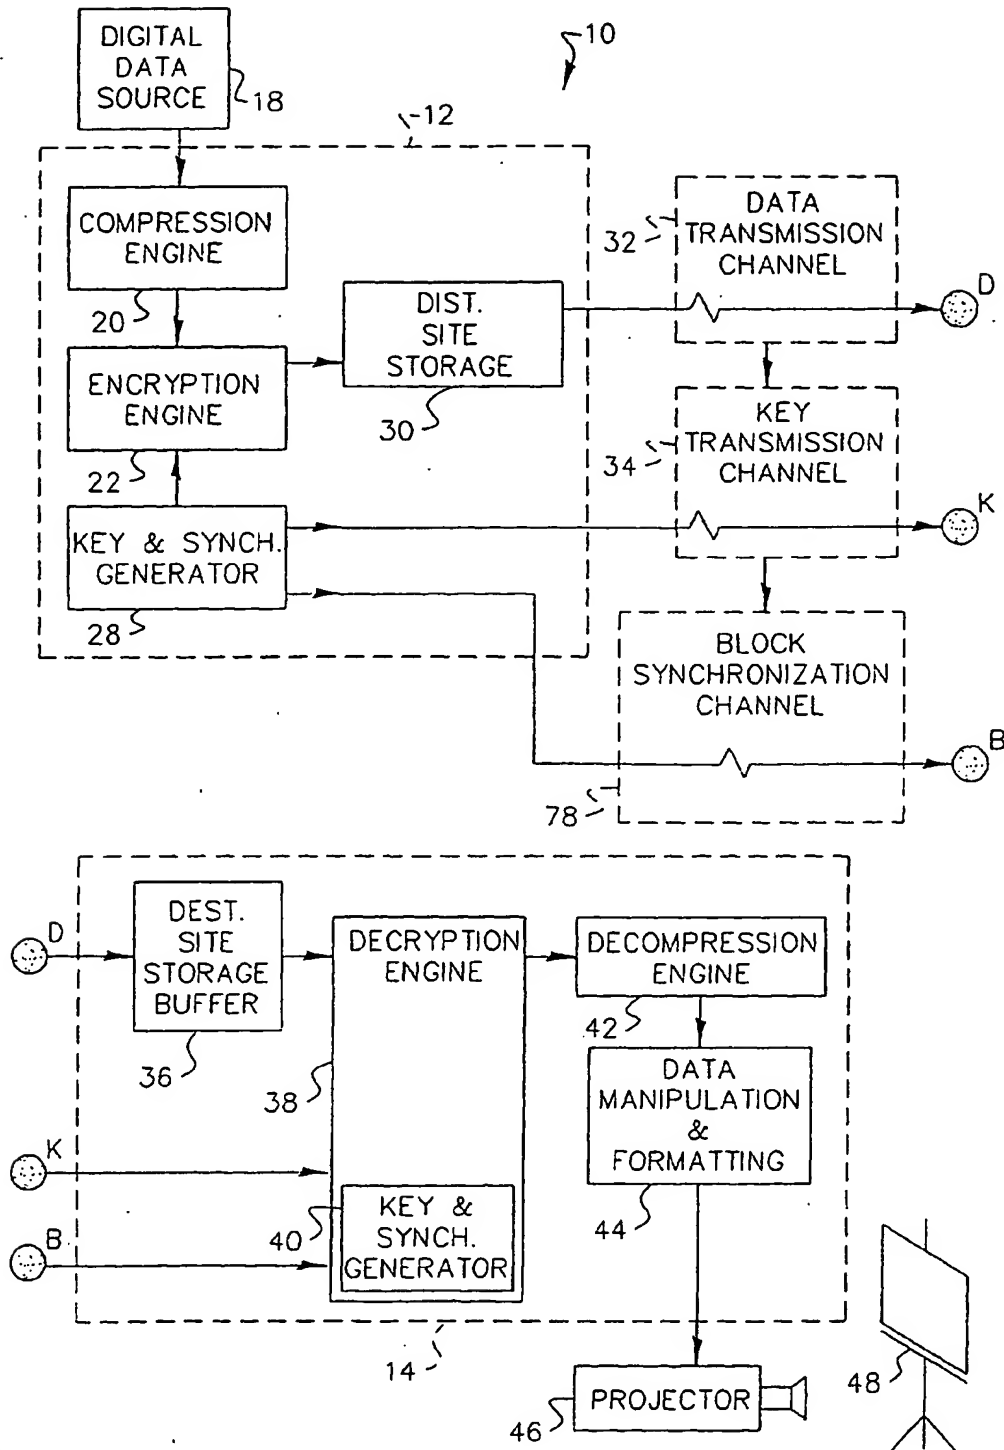 DIGITAL
DATA
SOURCE
18
10
12
COMPRESSION
ENGINE
20
ENCRYPTION
ENGINE
22
DIST.
SITE
STORAGE
30
KEY & SYNCH.
GENERATOR
28
DATA
TRANSMISSION
CHANNEL
32
D
KEY
TRANSMISSION
CHANNEL
34
K
BLOCK
SYNCHRONIZATION
CHANNEL
78
B
D
DEST.
SITE
STORAGE
BUFFER
36
DECRYPTION
ENGINE
38
DECOMPRESSION
ENGINE
42
DATA
MANIPULATION
&
FORMATTING
44
K
B
40
KEY &
SYNCH.
GENERATOR
14
PROJECTOR
46
48